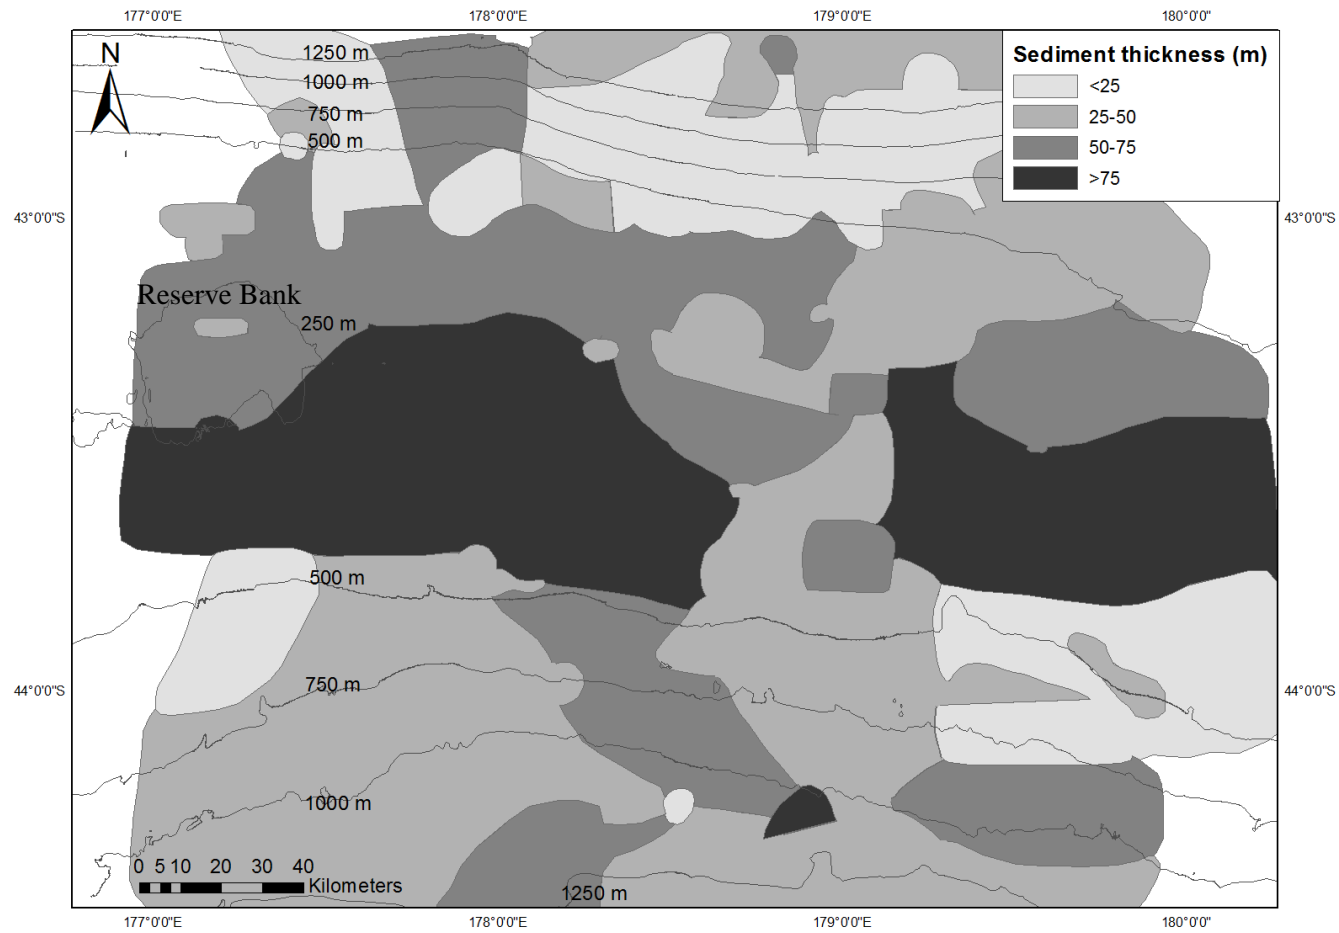 177°0'0"E 178°0'0"E 179°0'0"E 180°0'0"
N
1250 m
1000 m
750 m
500 m
Sediment thickness (m)
<25
25-50
50-75
>75
43°0'0"S 43°0'0"S
Reserve Bank
250 m
500 m
44°0'0"S 44°0'0"S
750 m
1000 m
0 5 10 20 30 40
Kilometers
1250 m
177°0'0"E 178°0'0"E 179°0'0"E 180°0'0"